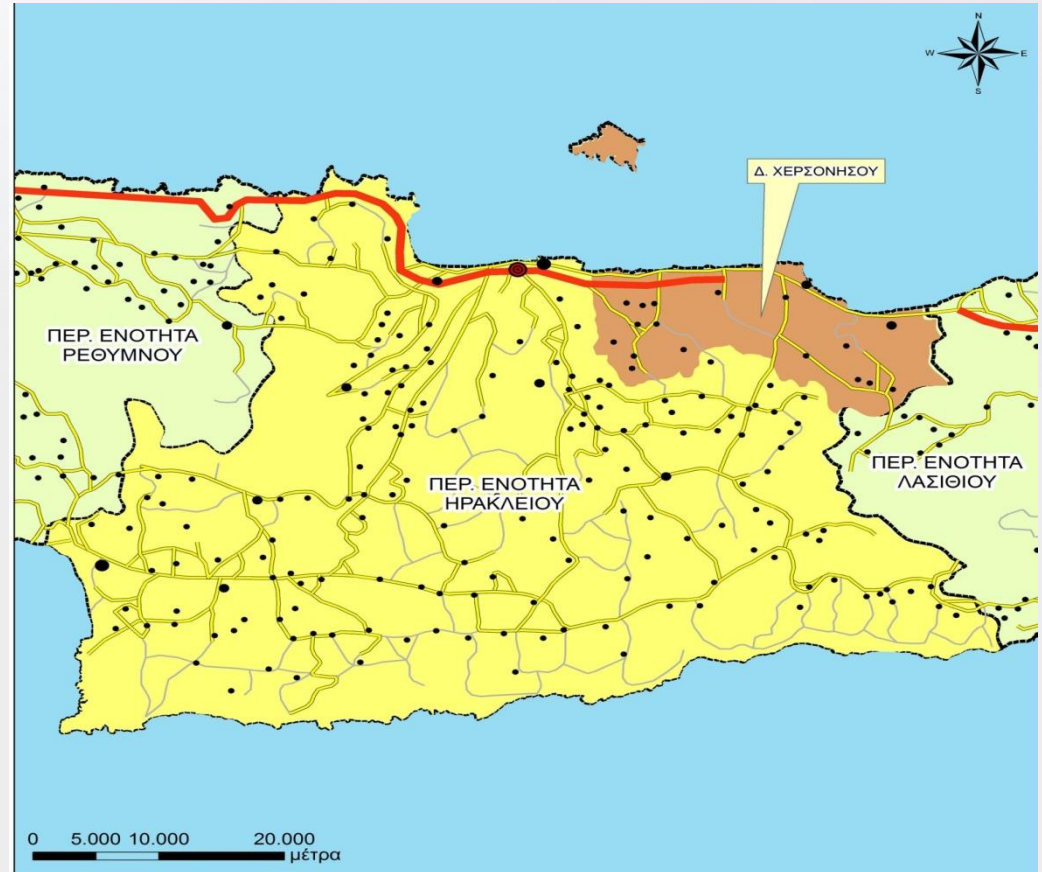 N
W E
S
Δ. ΧΕΡΣΟΝΗΣΟΥ
ΠΕΡ. ΕΝΟΤΗΤΑ
ΡΕΘΥΜΝΟΥ
ΠΕΡ. ΕΝΟΤΗΤΑ
ΗΡΑΚΛΕΙΟΥ
ΠΕΡ. ΕΝΟΤΗΤΑ
ΛΑΣΙΘΙΟΥ
0 5.000 10.000 20.000
μέτρα